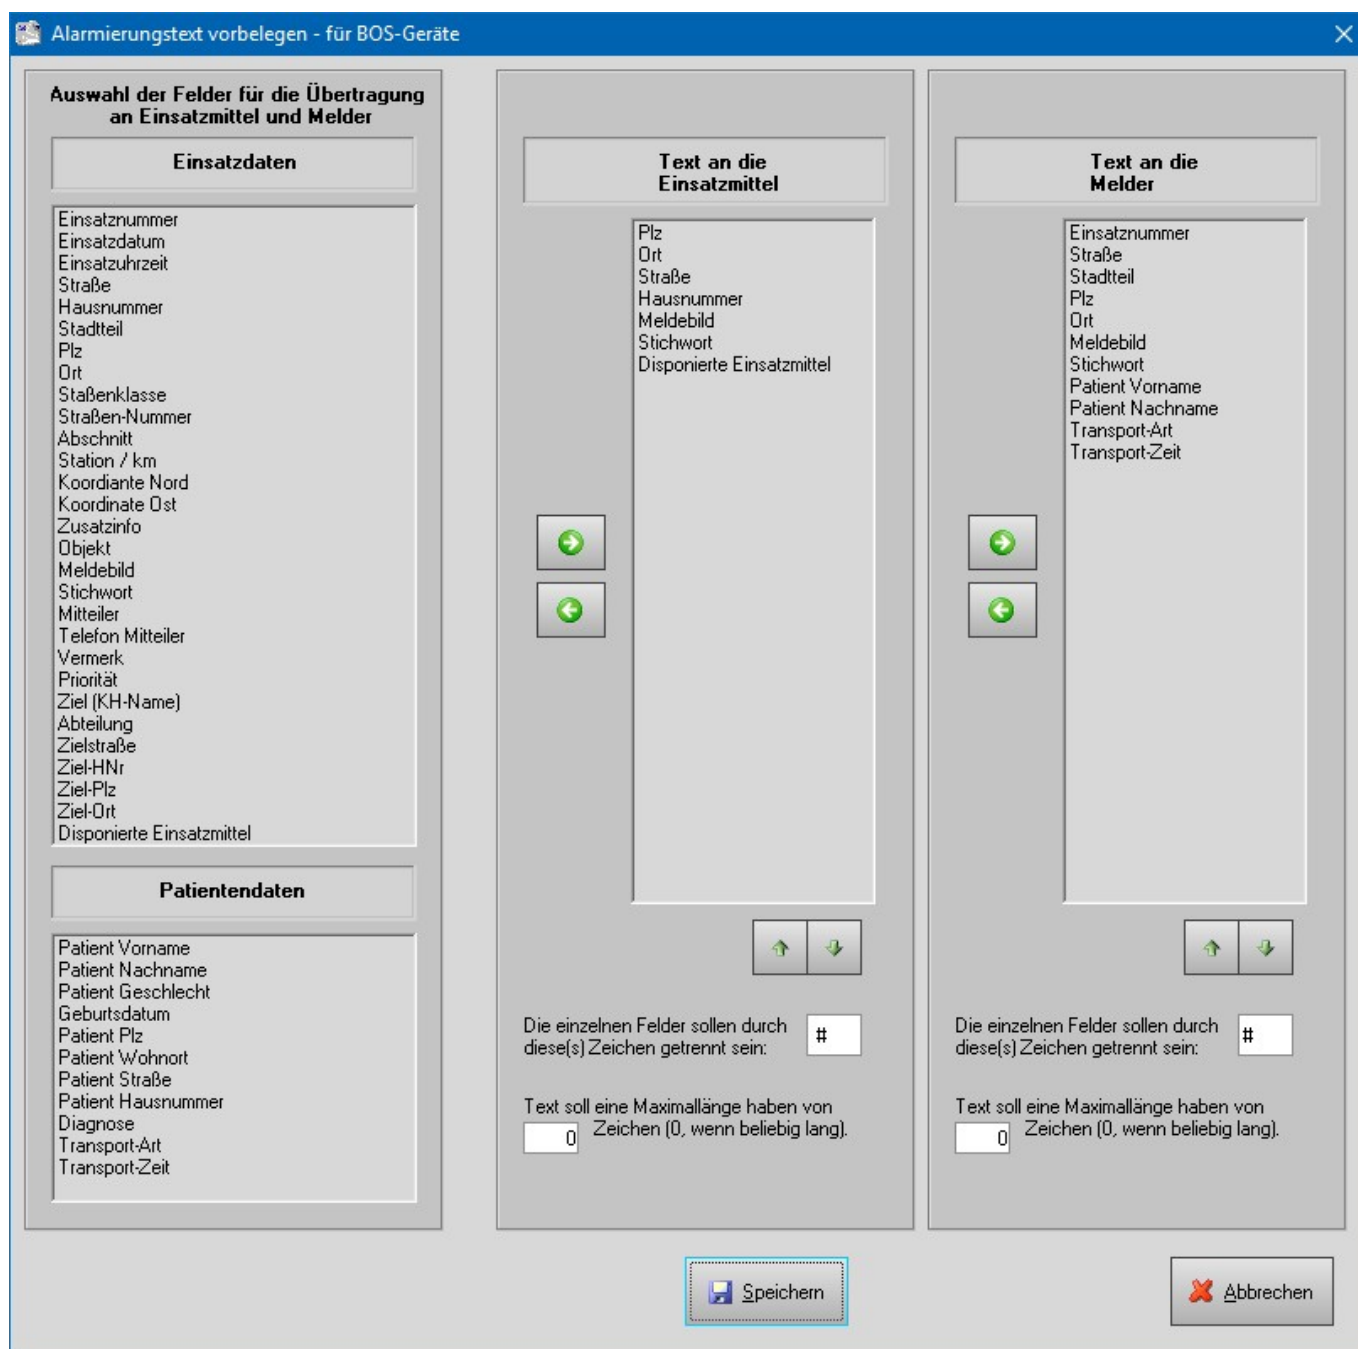 Alarmierungstext vorbelegen - für BOS-Geräte
Auswahl der Felder für die Übertragung
an Einsatzmittel und Melder
Einsatzdaten
Einsatznummer
Einsatzdatum
Einsatzuhrzeit
Straße
Hausnummer
Stadtteil
Plz
Ort
Staßenklasse
Straßen-Nummer
Abschnitt
Station / km
Koordiante Nord
Koordinate Ost
Zusatzinfo
Objekt
Meldebild
Stichwort
Mitteiler
Telefon Mitteiler
Vermerk
Priorität
Ziel (KH-Name)
Abteilung
Zielstraße
Ziel-HNr
Ziel-Plz
Ziel-Ort
Disponierte Einsatzmittel
Patientendaten
Patient Vorname
Patient Nachname
Patient Geschlecht
Geburtsdatum
Patient Plz
Patient Wohnort
Patient Straße
Patient Hausnummer
Diagnose
Transport-Art
Transport-Zeit
Text an die
Einsatzmittel
Plz
Ort
Straße
Hausnummer
Meldebild
Stichwort
Disponierte Einsatzmittel
Die einzelnen Felder sollen durch
diese(s) Zeichen getrennt sein: #
Text soll eine Maximallänge haben von
0 Zeichen (0, wenn beliebig lang).
Text an die
Melder
Einsatznummer
Straße
Stadtteil
Plz
Ort
Meldebild
Stichwort
Patient Vorname
Patient Nachname
Transport-Art
Transport-Zeit
Die einzelnen Felder sollen durch
diese(s) Zeichen getrennt sein: #
Text soll eine Maximallänge haben von
0 Zeichen (0, wenn beliebig lang).
Speichern
Abbrechen